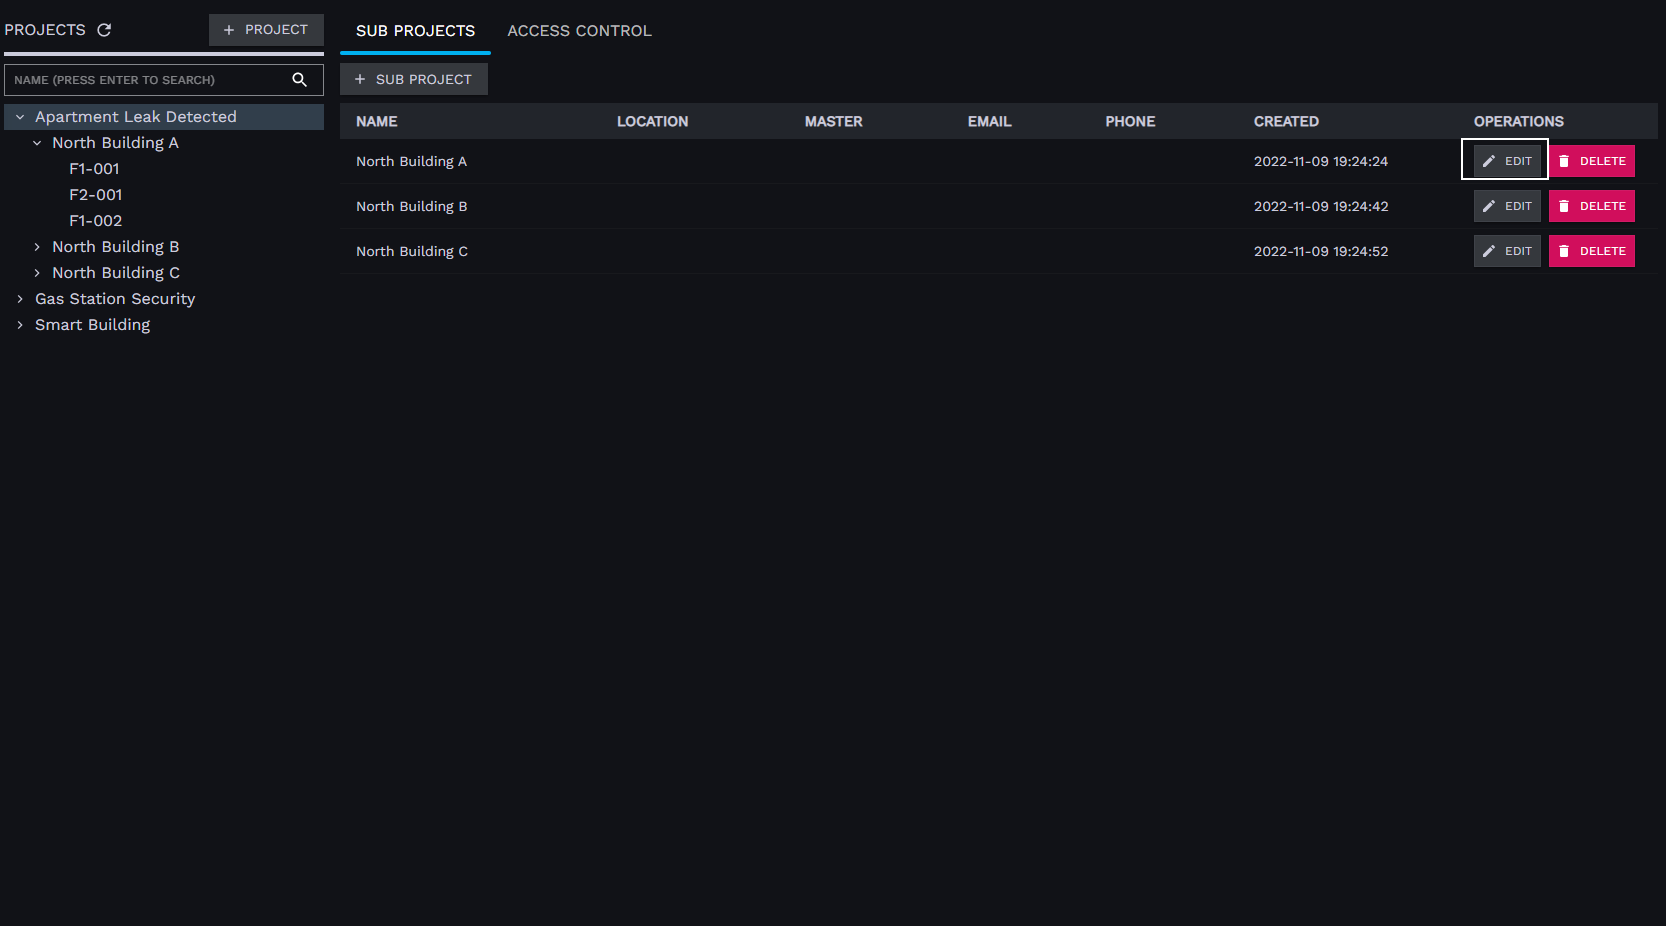 PROJECTS
PROJECT
NAME (PRESS ENTER TO SEARCH)
Apartment Leak Detected
North Building A
F1-001
F2-001
F1-002
North Building B
North Building C
Gas Station Security
Smart Building
SUB PROJECTS ACCESS CONTROL
SUB PROJECT
NAME LOCATION MASTER EMAIL PHONE CREATED OPERATIONS
North Building A 2022-11-09 19:24:24 EDIT DELETE
North Building B 2022-11-09 19:24:42 EDIT DELETE
North Building C 2022-11-09 19:24:52 EDIT DELETE